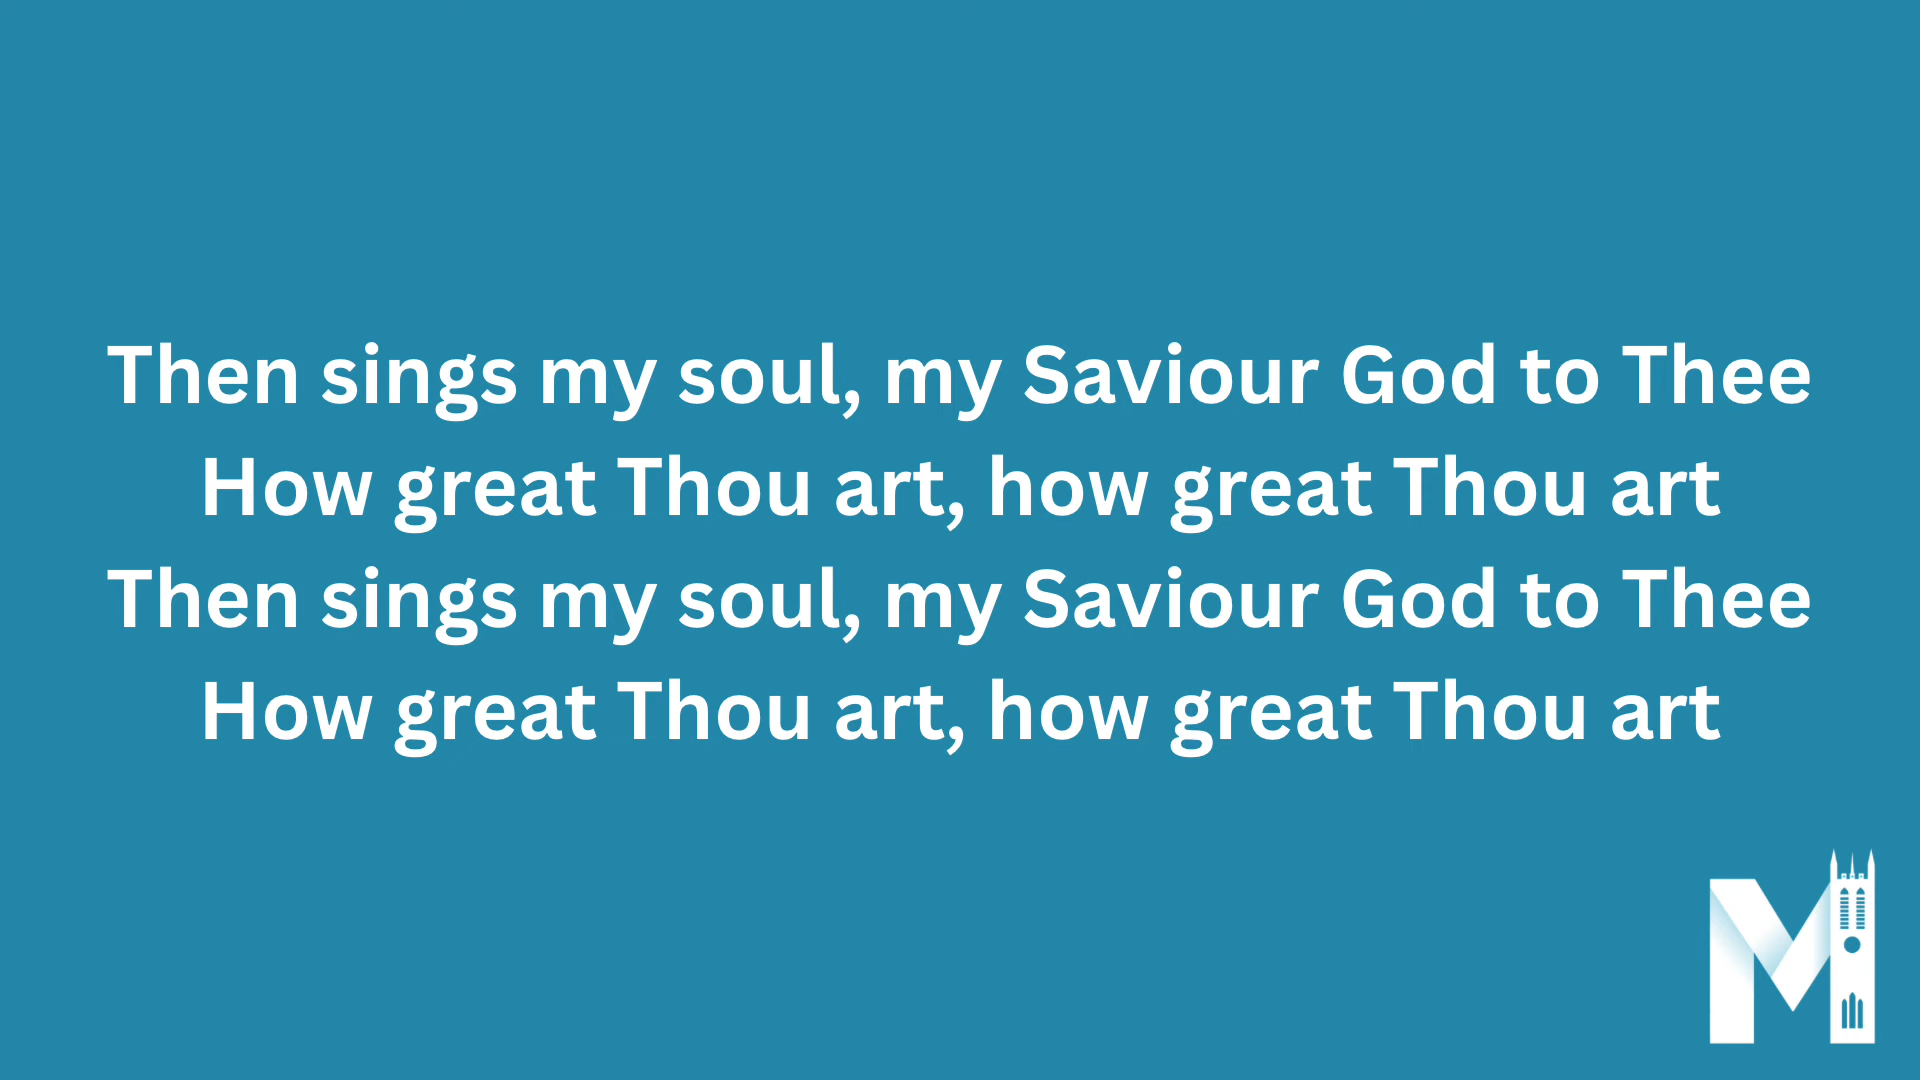 Then sings my soul, my Saviour God to Thee
How great Thou art, how great Thou art
Then sings my soul, my Saviour God to Thee
How great Thou art, how great Thou art
M